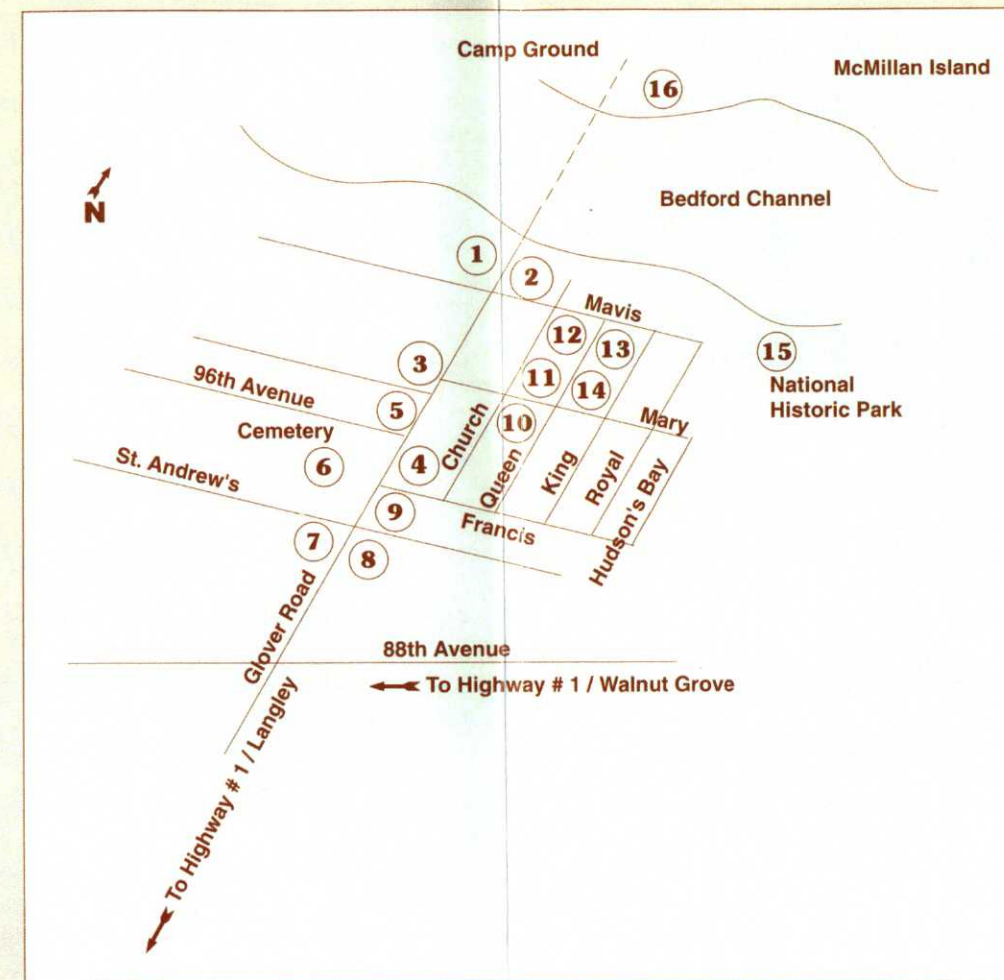 Camp Ground
McMillan Island
16
N
Bedford Channel
1
2
Mavis
12
13
3
15
National
Historic Park
11
14
96th Avenue
5
Church
10
Mary
Cemetery
6
4
Queen
King
Royal
Hudson's Bay
St. Andrew's
9
Francis
7
8
Glover Road
88th Avenue
To Highway # 1 / Walnut Grove
To Highway # 1 / Langley